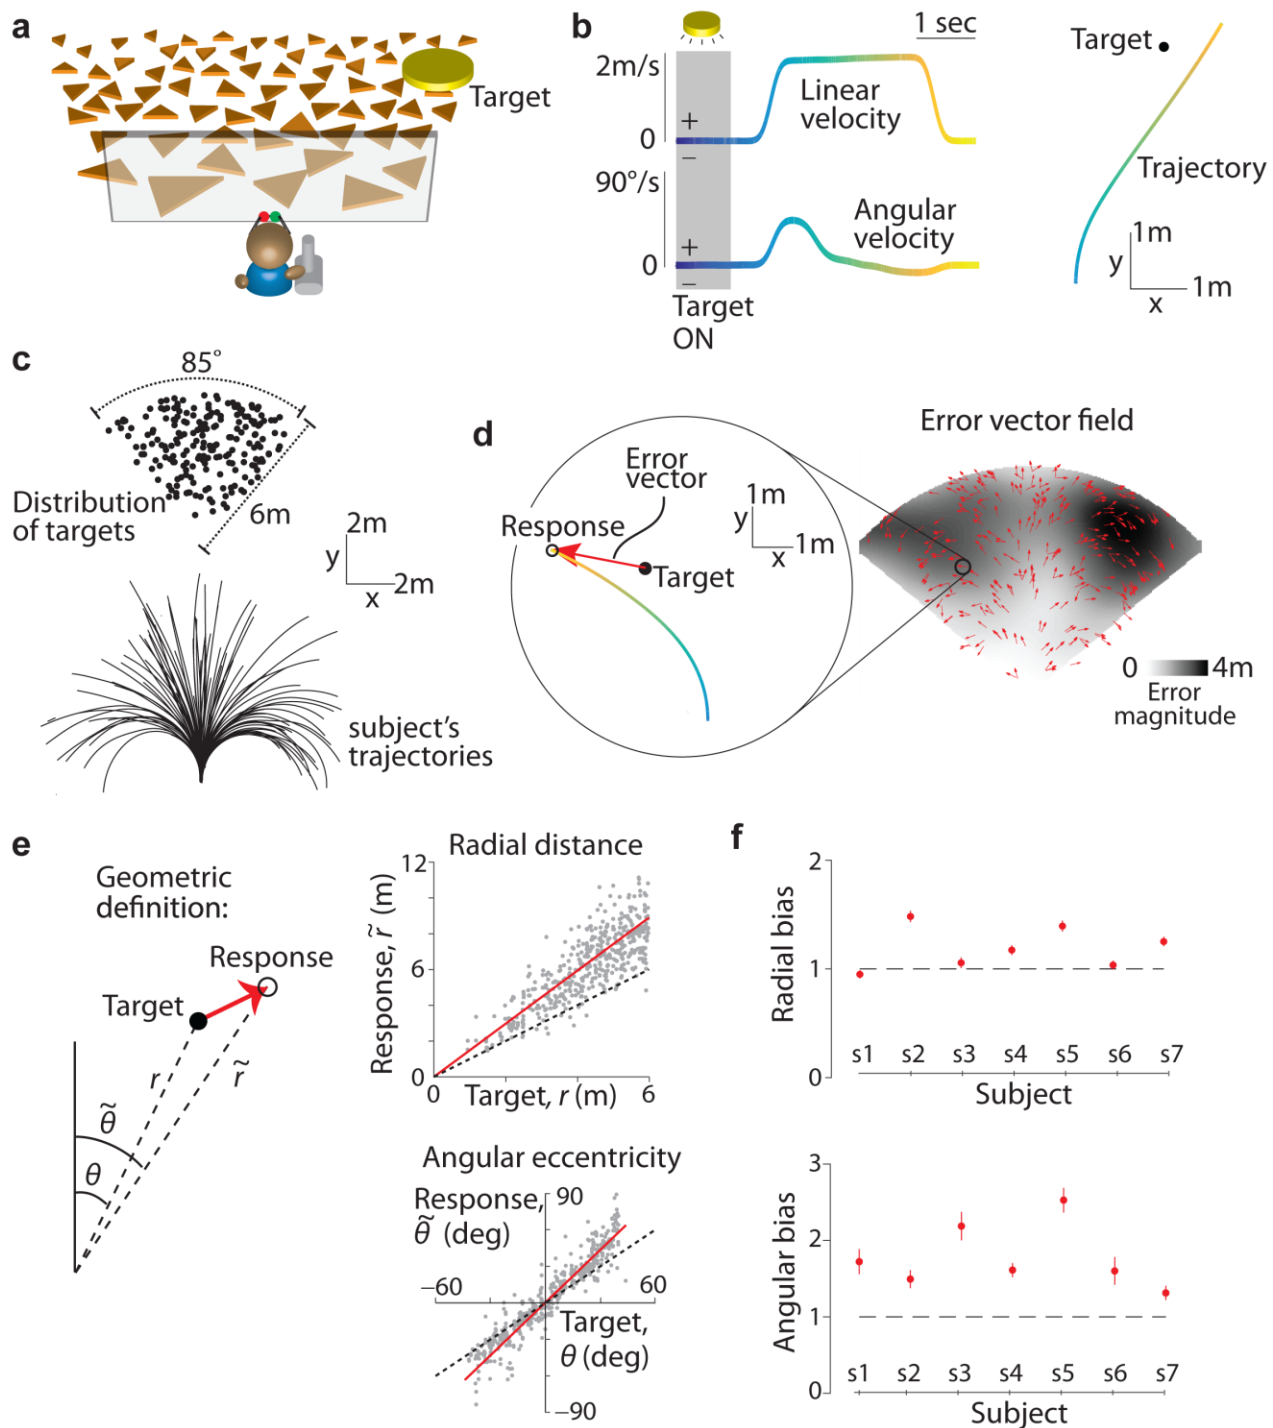 a
Target
b
1 sec
2m/s
+
0
−
Linear
velocity
90°/s
+
0
−
Angular
velocity
Target
ON
Target
Trajectory
1m
y
x
1m
c
85°
6m
Distribution
of targets
2m
y
x
2m
subject's
trajectories
d
Error
vector
Response
Target
1m
y
x
1m
Error vector field
0
4m
Error
magnitude
e
Geometric
definition:
Response
Target
r
r̃
θ̃
θ
Radial distance
12
6
0
Response, r̃ (m)
0
Target, r (m)
6
Angular eccentricity
Response,
θ̃ (deg)
90
−60
60
Target,
θ (deg)
−90
f
2
1
0
Radial bias
s1 s2 s3 s4 s5 s6 s7
Subject
3
2
1
0
Angular bias
s1 s2 s3 s4 s5 s6 s7
Subject